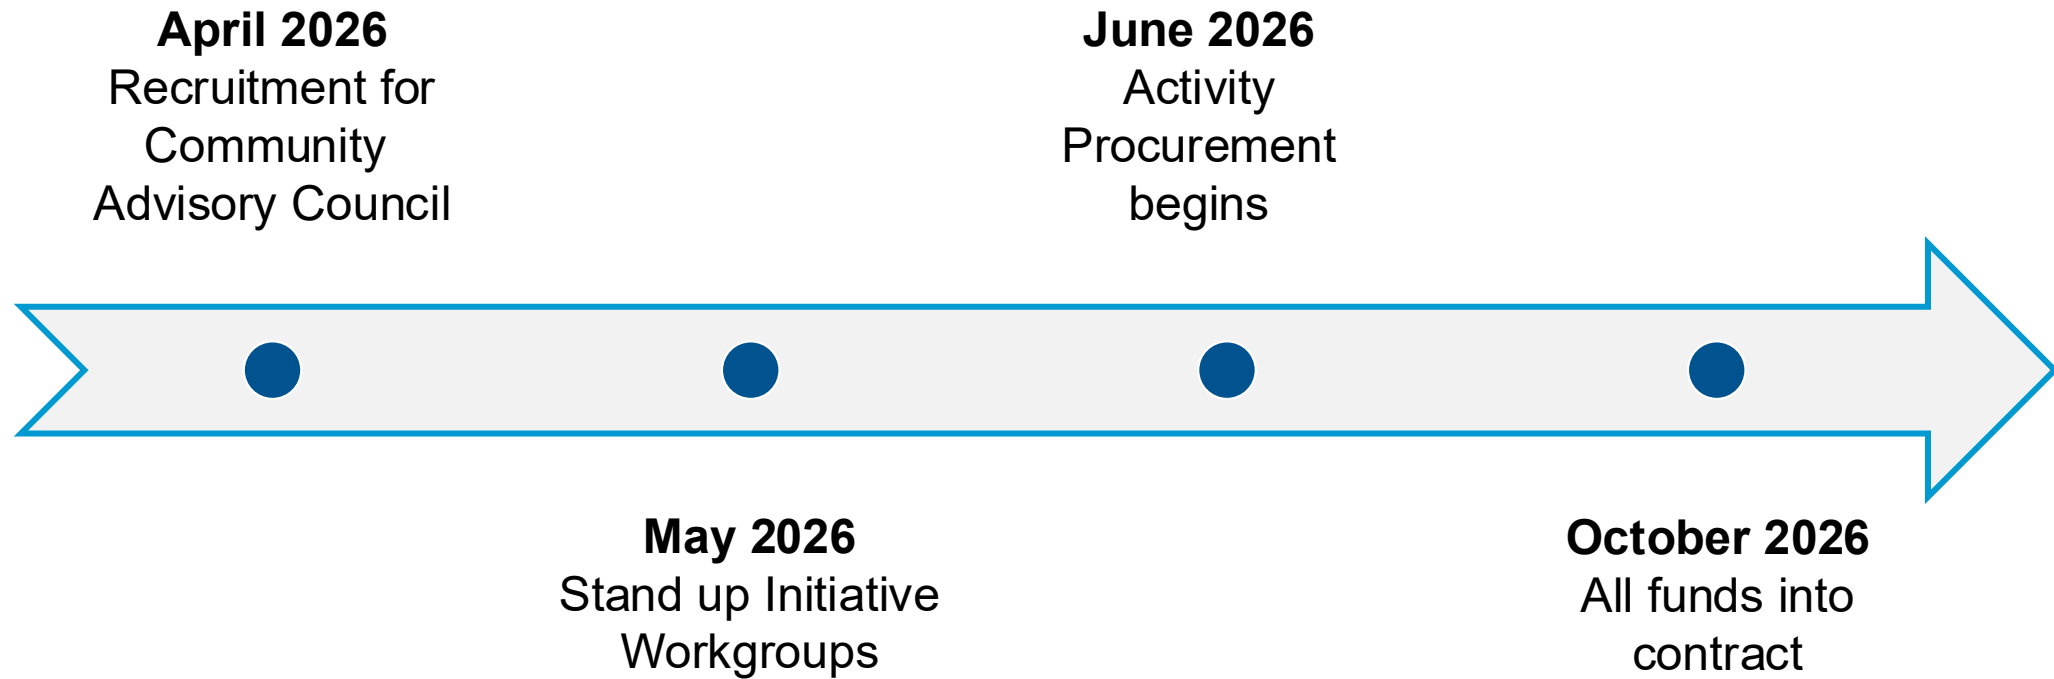 April 2026
Recruitment for
Community
Advisory Council
May 2026
Stand up Initiative
Workgroups
June 2026
Activity
Procurement
begins
October 2026
All funds into
contract